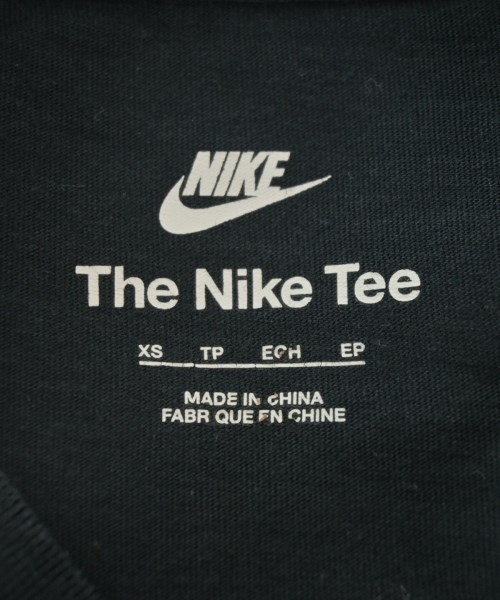 NIKE
The Nike Tee
XS TP ECH EP
MADE IN CHINA
FABR QUE EN CHINE